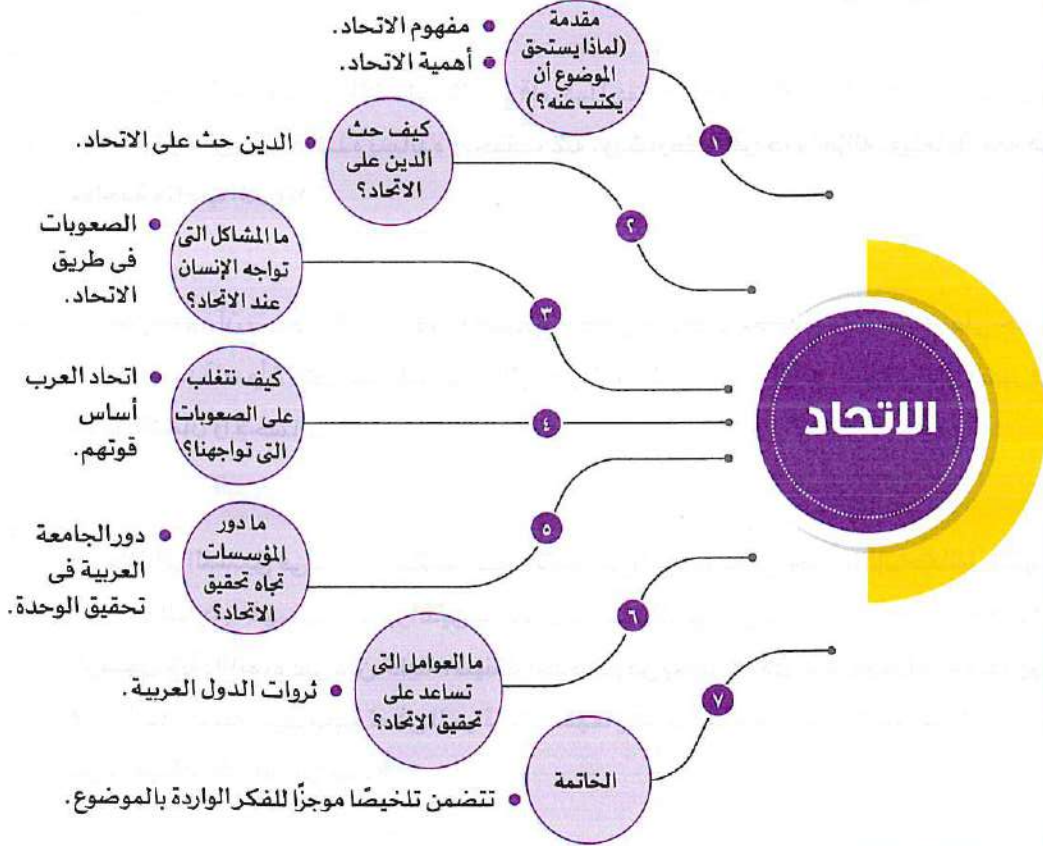 الاتحاد
١
مقدمة
(لماذا يستحق
الموضوع أن
يكتب عنه؟)
• مفهوم الاتحاد.
• أهمية الاتحاد.
٢
كيف حث
الدين على
الاتحاد؟
• الدين حث على الاتحاد.
٣
ما المشاكل التى
تواجه الإنسان
عند الاتحاد؟
• الصعوبات
فى طريق
الاتحاد.
٤
كيف نتغلب
على الصعوبات
التى تواجهنا؟
• اتحاد العرب
أساس
قوتهم.
٥
ما دور
المؤسسات
تجاه تحقيق
الاتحاد؟
• دور الجامعة
العربية فى
تحقيق الوحدة.
٦
ما العوامل التى
تساعد على
تحقيق الاتحاد؟
• ثروات الدول العربية.
٧
الخاتمة
• تتضمن تلخيصًا موجزًا للفكر الواردة بالموضوع.